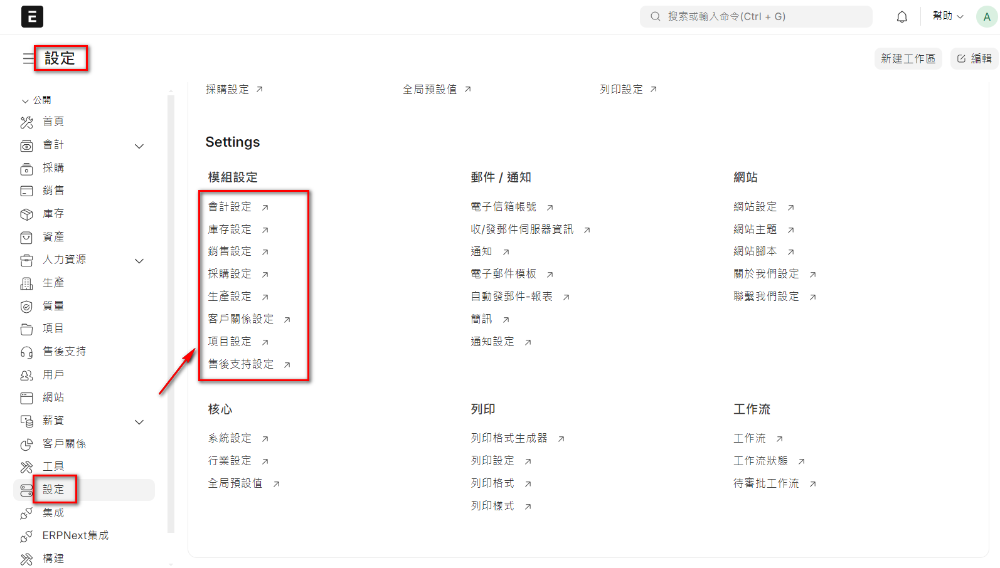 E
搜索或輸入命令(Ctrl + G)
幫助
A
設定
新建工作區
編輯
公開
首頁
會計
採購
銷售
庫存
資產
人力資源
生產
質量
項目
售後支持
用戶
網站
薪資
客戶關係
工具
設定
集成
ERPNext集成
構建
採購設定
全局預設值
列印設定
Settings
模組設定
會計設定
庫存設定
銷售設定
採購設定
生產設定
客戶關係設定
項目設定
售後支持設定
郵件 / 通知
電子信箱帳號
收/發郵件伺服器資訊
通知
電子郵件模板
自動發郵件-報表
簡訊
通知設定
網站
網站設定
網站主題
網站腳本
關於我們設定
聯繫我們設定
核心
系統設定
行業設定
全局預設值
列印
列印格式生成器
列印設定
列印格式
列印樣式
工作流
工作流
工作流狀態
待審批工作流